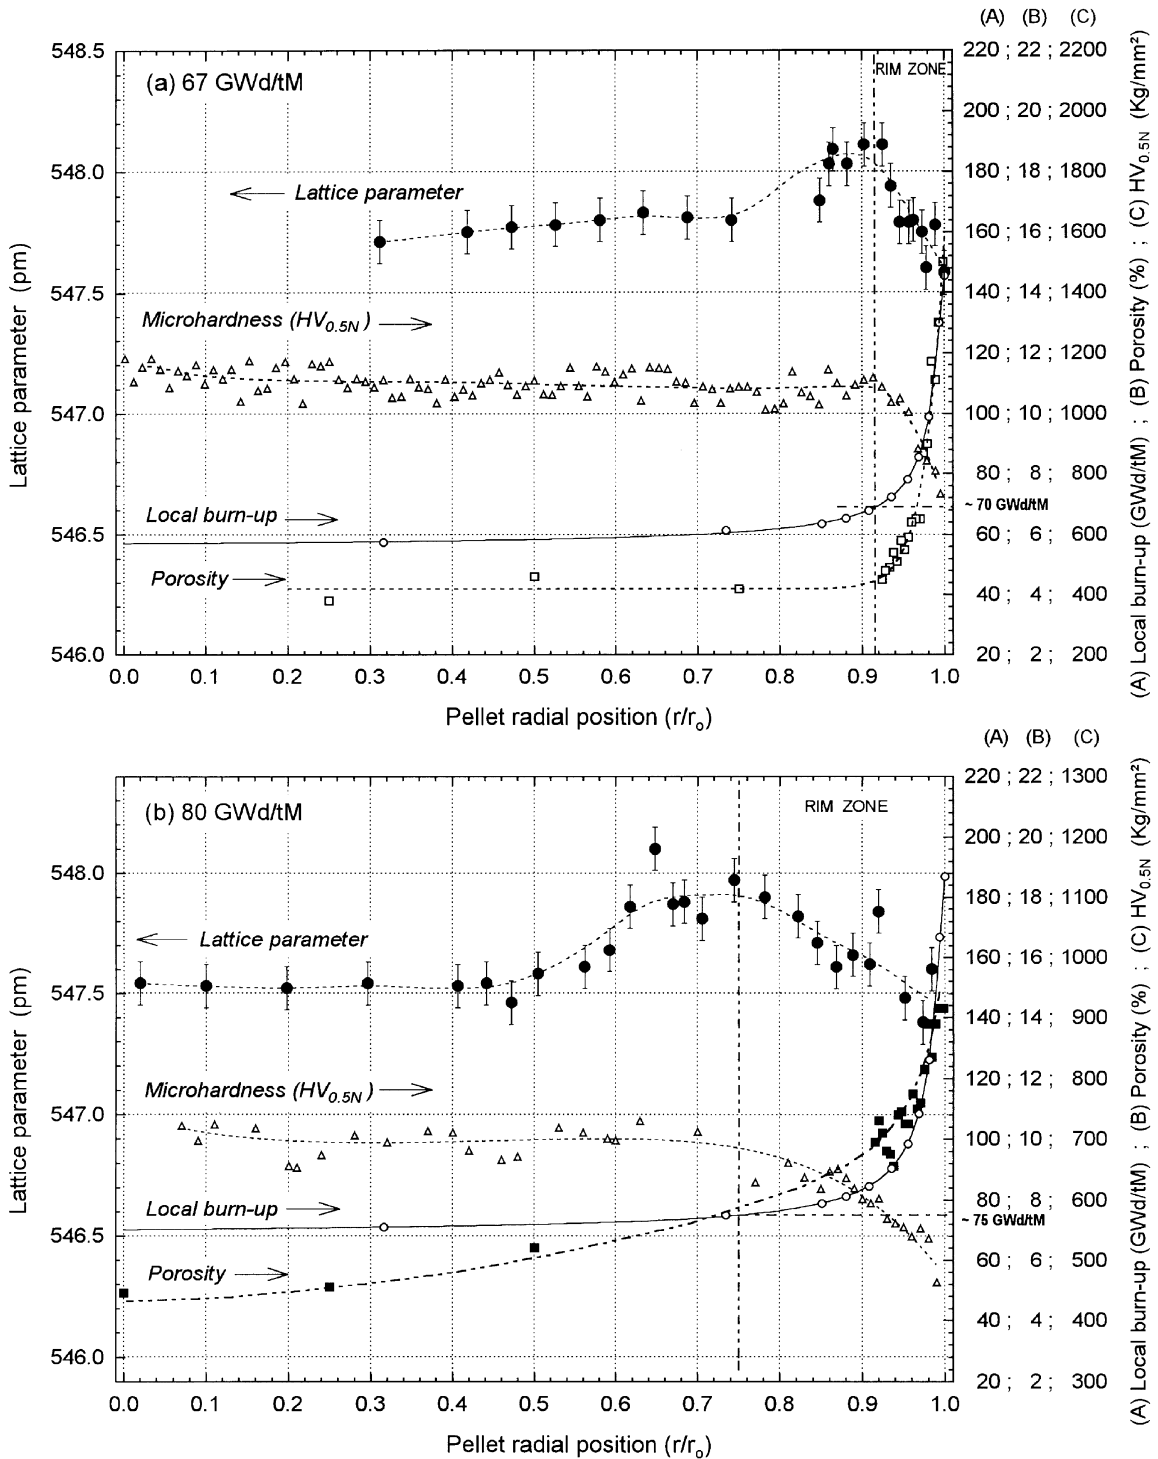 (A) (B) (C)
548.5
548.0
547.5
547.0
546.5
546.0
Lattice parameter (pm)
(a) 67 GWd/tM
RIM ZONE
Lattice parameter
Microhardness (HV0.5N)
Local burn-up
Porosity
~ 70 GWd/tM
220 ; 22 ; 2200
200 ; 20 ; 2000
180 ; 18 ; 1800
160 ; 16 ; 1600
140 ; 14 ; 1400
120 ; 12 ; 1200
100 ; 10 ; 1000
80 ; 8 ; 800
60 ; 6 ; 600
40 ; 4 ; 400
20 ; 2 ; 200
(A) Local burn-up (GWd/tM) ; (B) Porosity (%) ; (C) HV0.5N (Kg/mm²)
0.0 0.1 0.2 0.3 0.4 0.5 0.6 0.7 0.8 0.9 1.0
Pellet radial position (r/ro)
(A) (B) (C)
548.0
547.5
547.0
546.5
546.0
Lattice parameter (pm)
(b) 80 GWd/tM
RIM ZONE
Lattice parameter
Microhardness (HV0.5N)
Local burn-up
Porosity
~ 75 GWd/tM
220 ; 22 ; 1300
200 ; 20 ; 1200
180 ; 18 ; 1100
160 ; 16 ; 1000
140 ; 14 ; 900
120 ; 12 ; 800
100 ; 10 ; 700
80 ; 8 ; 600
60 ; 6 ; 500
40 ; 4 ; 400
20 ; 2 ; 300
(A) Local burn-up (GWd/tM) ; (B) Porosity (%) ; (C) HV0.5N (Kg/mm²)
0.0 0.1 0.2 0.3 0.4 0.5 0.6 0.7 0.8 0.9 1.0
Pellet radial position (r/ro)